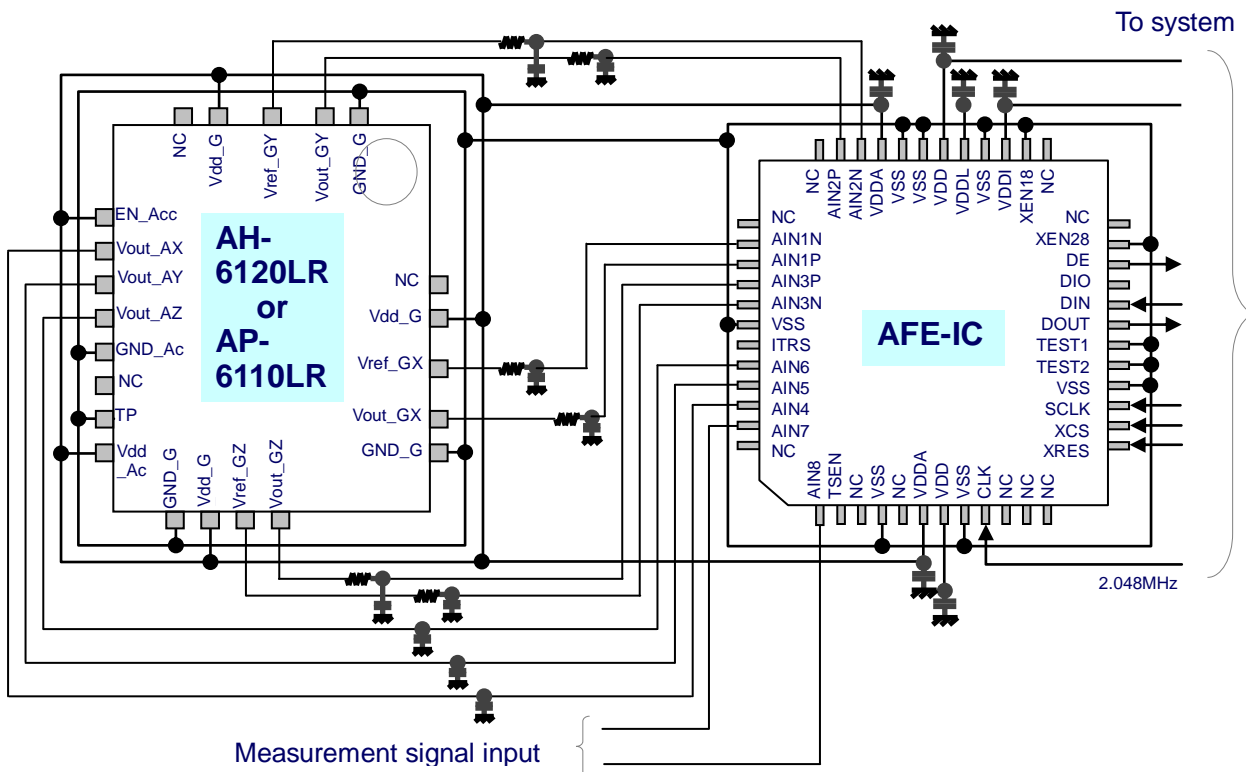 To system
NC
Vdd_G
Vref_GY
Vout_GY
GND_G
EN_Acc
Vout_AX
Vout_AY
Vout_AZ
GND_Ac
NC
TP
Vdd
_Ac
AH-
6120LR
or
AP-
6110LR
NC
Vdd_G
Vref_GX
Vout_GX
GND_G
GND_G
Vdd_G
Vref_GZ
Vout_GZ
NC
AIN2P
AIN2N
VDDA
VSS
VSS
VDD
VDDL
VSS
VDDI
XEN18
NC
NC
AIN1N
AIN1P
AIN3P
AIN3N
VSS
ITRS
AIN6
AIN5
AIN4
AIN7
NC
AFE-IC
NC
XEN28
DE
DIO
DIN
DOUT
TEST1
TEST2
VSS
SCLK
XCS
XRES
AIN8
TSEN
NC
VSS
NC
VDDA
VDD
VSS
CLK
NC
NC
NC
2.048MHz
Measurement signal input